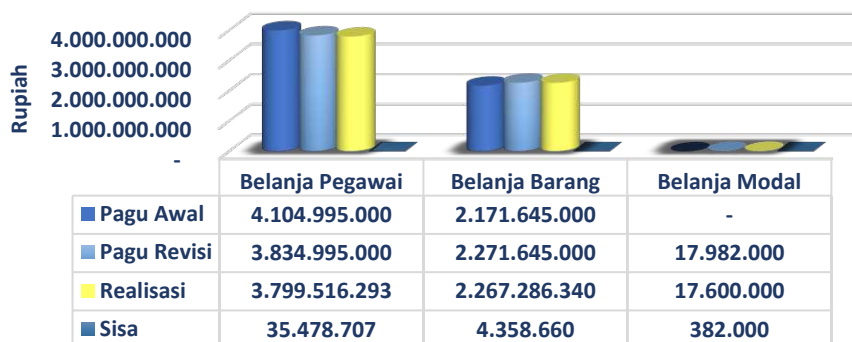 4.000.000.000
3.000.000.000
2.000.000.000
1.000.000.000
-
Rupiah
Belanja Pegawai Belanja Barang Belanja Modal
Pagu Awal 4.104.995.000 2.171.645.000 -
Pagu Revisi 3.834.995.000 2.271.645.000 17.982.000
Realisasi 3.799.516.293 2.267.286.340 17.600.000
Sisa 35.478.707 4.358.660 382.000